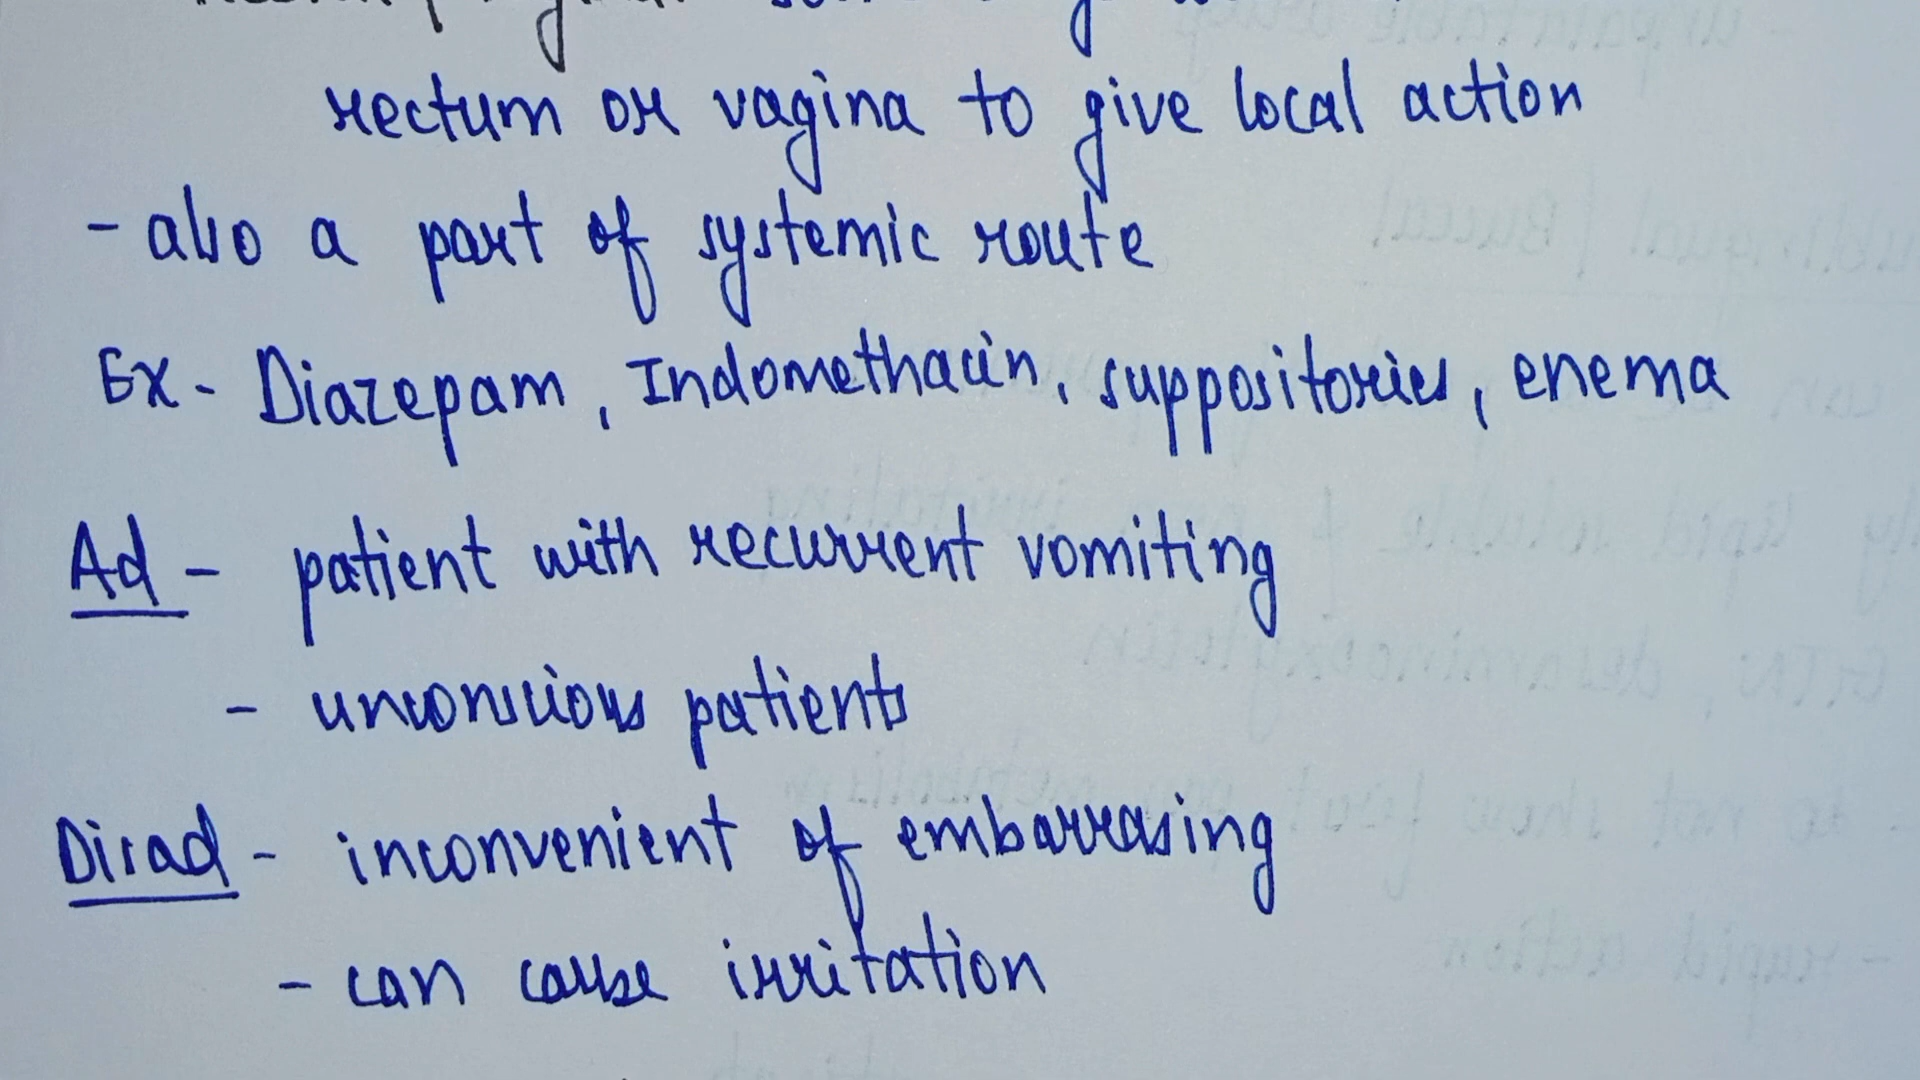 rectum or vagina to give local action
- also a part of systemic route
Ex - Diazepam, Indomethacin, suppositories, enema
Ad - patient with recurrent vomiting
- unconscious patients
Disad - inconvenient of embarrasing
- can cause irritation